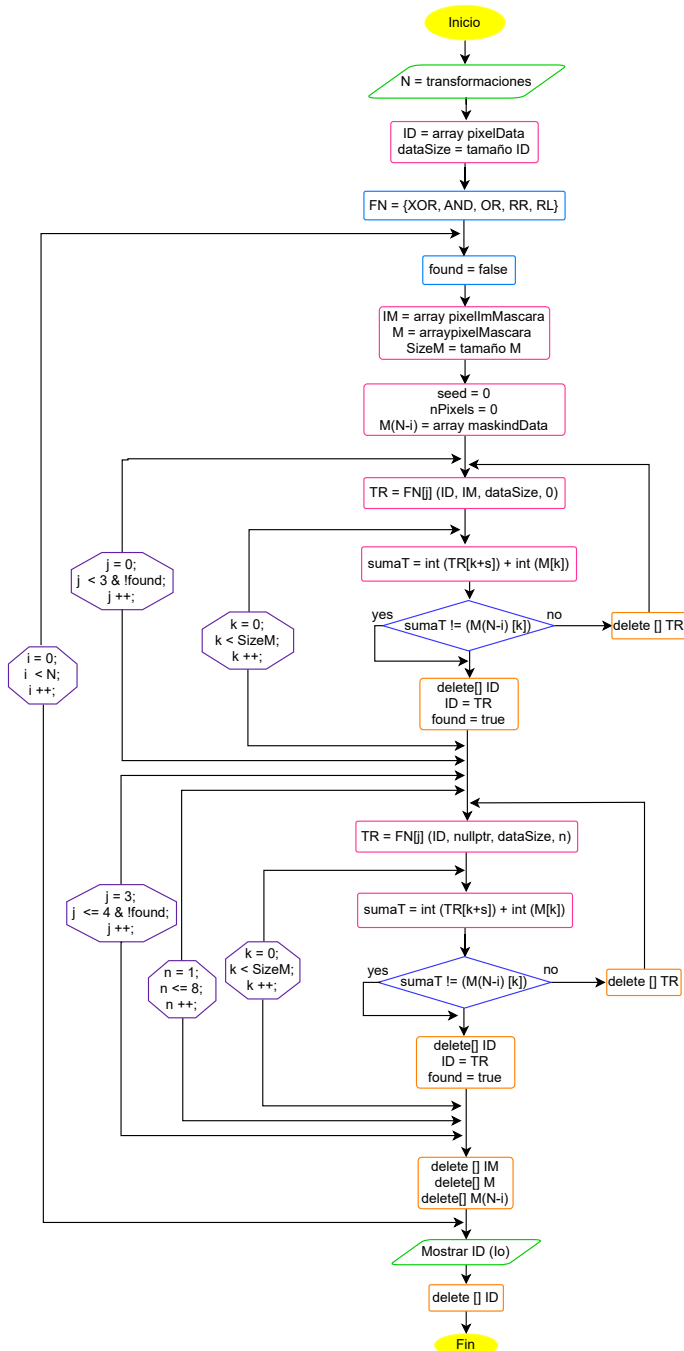 Inicio
N = transformaciones
ID = array pixelData
dataSize = tamaño ID
FN = {XOR, AND, OR, RR, RL}
found = false
IM = array pixelImMascara
M = arraypixelMascara
SizeM = tamaño M
seed = 0
nPixels = 0
M(N-i) = array maskindData
TR = FN[j] (ID, IM, dataSize, 0)
j = 0;
j < 3 & !found;
j ++;
sumaT = int (TR[k+s]) + int (M[k])
k = 0;
k < SizeM;
k ++;
yes
sumaT != (M(N-i) [k])
no
delete [] TR
i = 0;
i < N;
i ++;
delete[] ID
ID = TR
found = true
TR = FN[j] (ID, nullptr, dataSize, n)
j = 3;
j <= 4 & !found;
j ++;
sumaT = int (TR[k+s]) + int (M[k])
n = 1;
n <= 8;
n ++;
k = 0;
k < SizeM;
k ++;
yes
sumaT != (M(N-i) [k])
no
delete [] TR
delete[] ID
ID = TR
found = true
delete [] IM
delete[] M
delete[] M(N-i)
Mostrar ID (Io)
delete [] ID
Fin